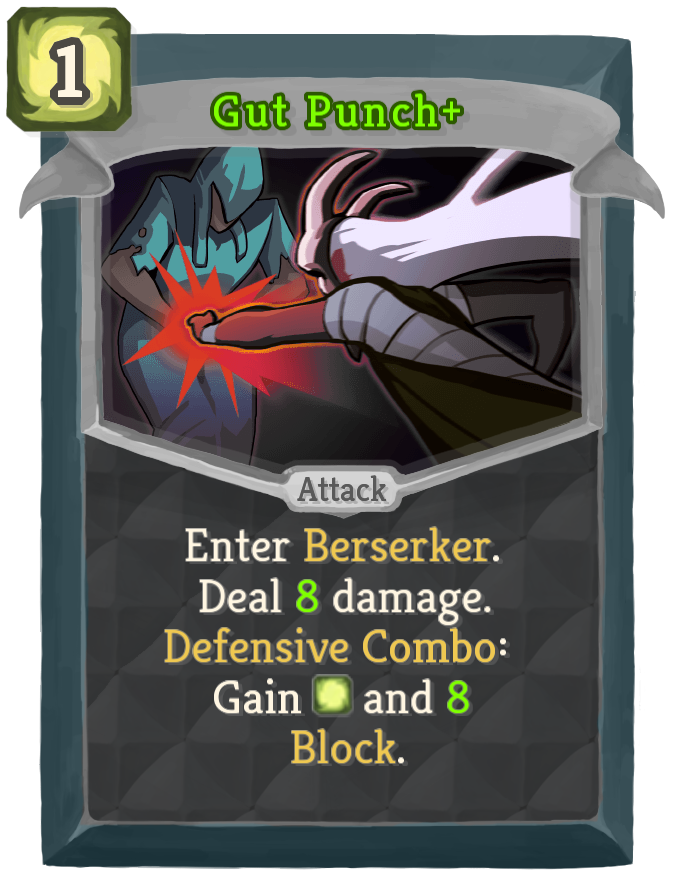 1
Gut Punch+
Attack
Enter Berserker.
Deal 8 damage.
Defensive Combo:
Gain and 8
Block.